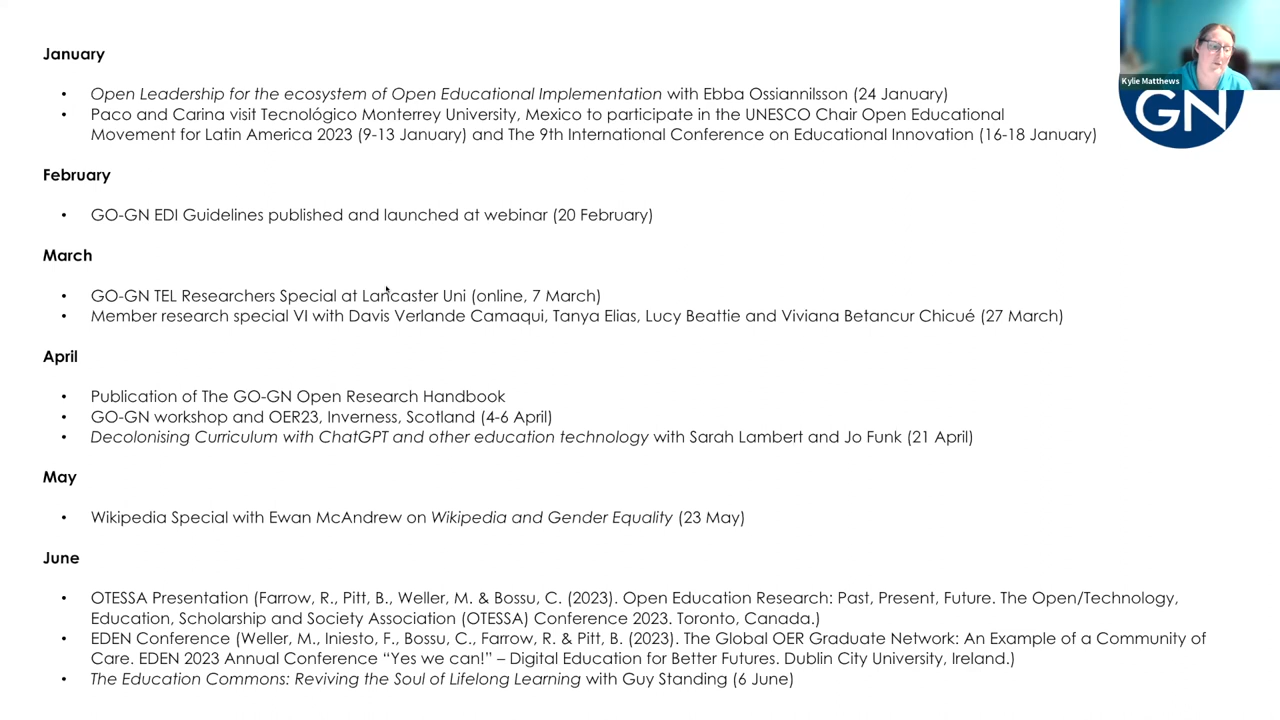 January
• Open Leadership for the ecosystem of Open Educational Implementation with Ebba Ossiannilsson (24 January)
• Paco and Carina visit Tecnológico Monterrey University, Mexico to participate in the UNESCO Chair Open Educational
Movement for Latin America 2023 (9-13 January) and The 9th International Conference on Educational Innovation (16-18 January)
Kylie Matthews
GN
February
• GO-GN EDI Guidelines published and launched at webinar (20 February)
March
• GO-GN TEL Researchers Special at Lancaster Uni (online, 7 March)
• Member research special VI with Davis Verlande Camaqui, Tanya Elias, Lucy Beattie and Viviana Betancur Chicué (27 March)
April
• Publication of The GO-GN Open Research Handbook
• GO-GN workshop and OER23, Inverness, Scotland (4-6 April)
• Decolonising Curriculum with ChatGPT and other education technology with Sarah Lambert and Jo Funk (21 April)
May
• Wikipedia Special with Ewan McAndrew on Wikipedia and Gender Equality (23 May)
June
• OTESSA Presentation (Farrow, R., Pitt, B., Weller, M. & Bossu, C. (2023). Open Education Research: Past, Present, Future. The Open/Technology,
Education, Scholarship and Society Association (OTESSA) Conference 2023. Toronto, Canada.)
• EDEN Conference (Weller, M., Iniesto, F., Bossu, C., Farrow, R. & Pitt, B. (2023). The Global OER Graduate Network: An Example of a Community of
Care. EDEN 2023 Annual Conference “Yes we can!” – Digital Education for Better Futures. Dublin City University, Ireland.)
• The Education Commons: Reviving the Soul of Lifelong Learning with Guy Standing (6 June)